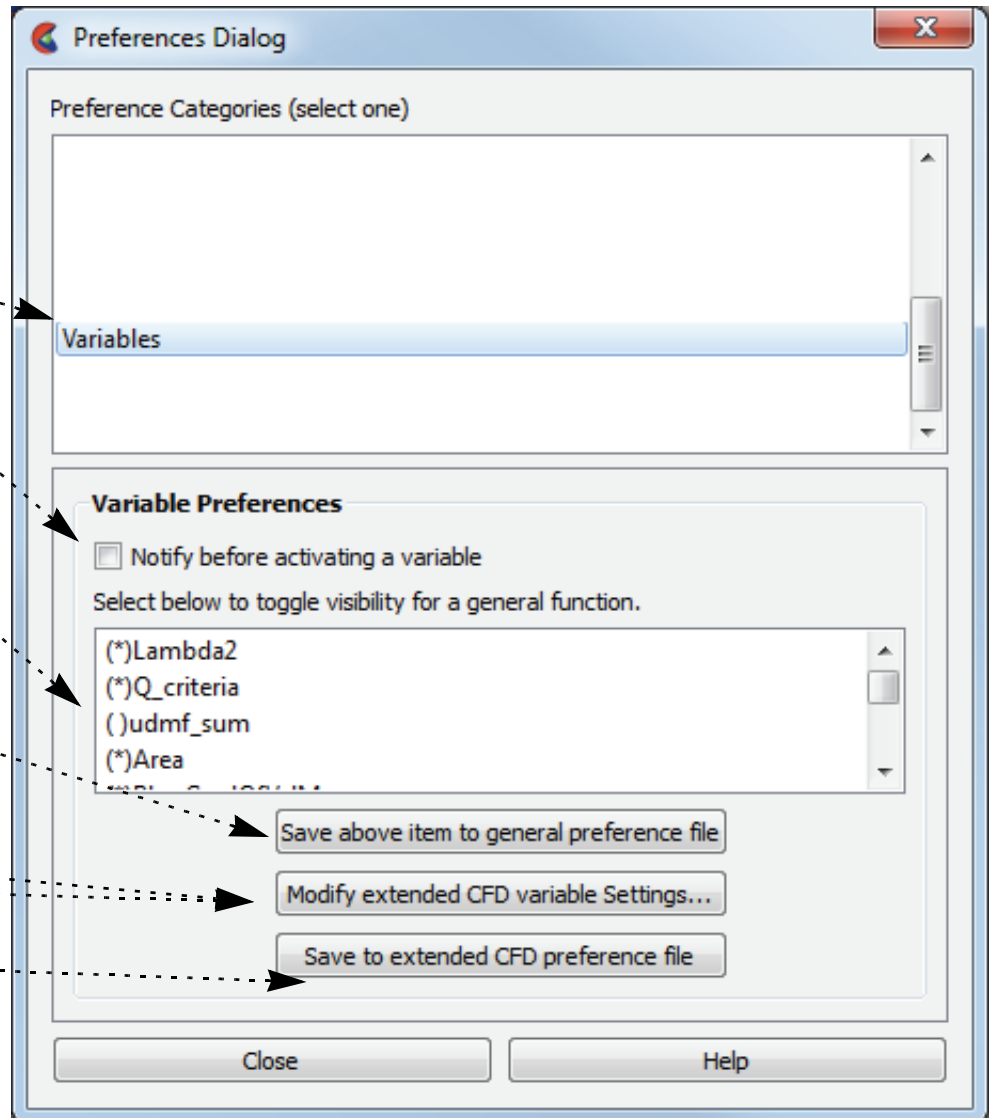 Preferences Dialog
Preference Categories (select one)
Variables
Variable Preferences
Notify before activating a variable
Select below to toggle visibility for a general function.
(*)Lambda2
(*)Q_criteria
( )udmf_sum
(*)Area
Save above item to general preference file
Modify extended CFD variable Settings...
Save to extended CFD preference file
Close
Help